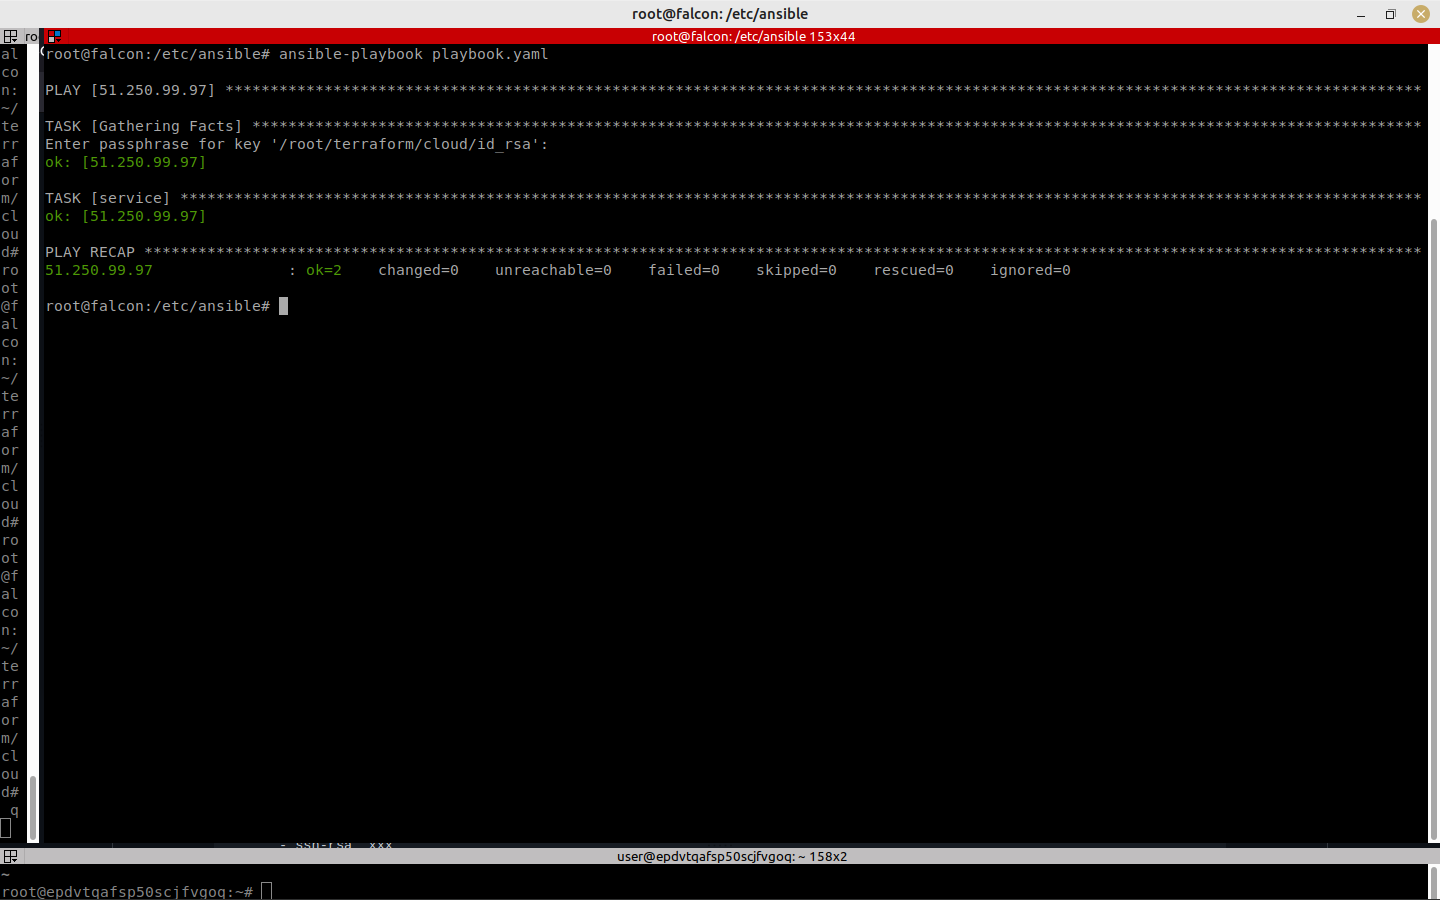 root@falcon: /etc/ansible
ro
root@falcon: /etc/ansible 153x44
al
co
n:
~/
te
rr
af
or
m/
cl
ou
d#
ro
ot
@f
al
co
n:
~/
te
rr
af
or
m/
cl
ou
d#
ro
ot
@f
al
co
n:
~/
te
rr
af
or
m/
cl
ou
d#
q
root@falcon:/etc/ansible# ansible-playbook playbook.yaml
PLAY [51.250.99.97] *************************************************************************************************************************************
TASK [Gathering Facts] **********************************************************************************************************************************
Enter passphrase for key '/root/terraform/cloud/id_rsa':
ok: [51.250.99.97]
TASK [service] ******************************************************************************************************************************************
ok: [51.250.99.97]
PLAY RECAP **********************************************************************************************************************************************
51.250.99.97               : ok=2    changed=0    unreachable=0    failed=0    skipped=0    rescued=0    ignored=0
root@falcon:/etc/ansible#
- ssh-rsa  xxx
user@epdvtqafsp50scjfvgoq: ~ 158x2
~
root@epdvtqafsp50scjfvgoq:~#